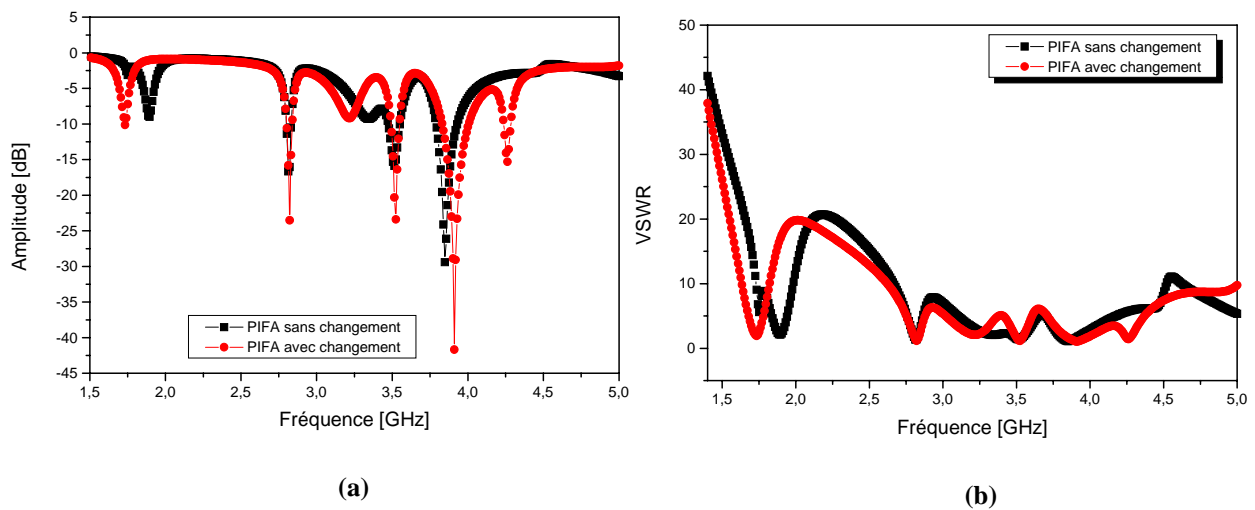 5
0
-5
-10
-15
-20
-25
-30
-35
-40
-45
Amplitude [dB]
PIFA sans changement
PIFA avec changement
1,5 2,0 2,5 3,0 3,5 4,0 4,5 5,0
Fréquence [GHz]
(a)
50
40
30
20
10
0
VSWR
PIFA sans changement
PIFA avec changement
1,5 2,0 2,5 3,0 3,5 4,0 4,5 5,0
Fréquence [GHz]
(b)